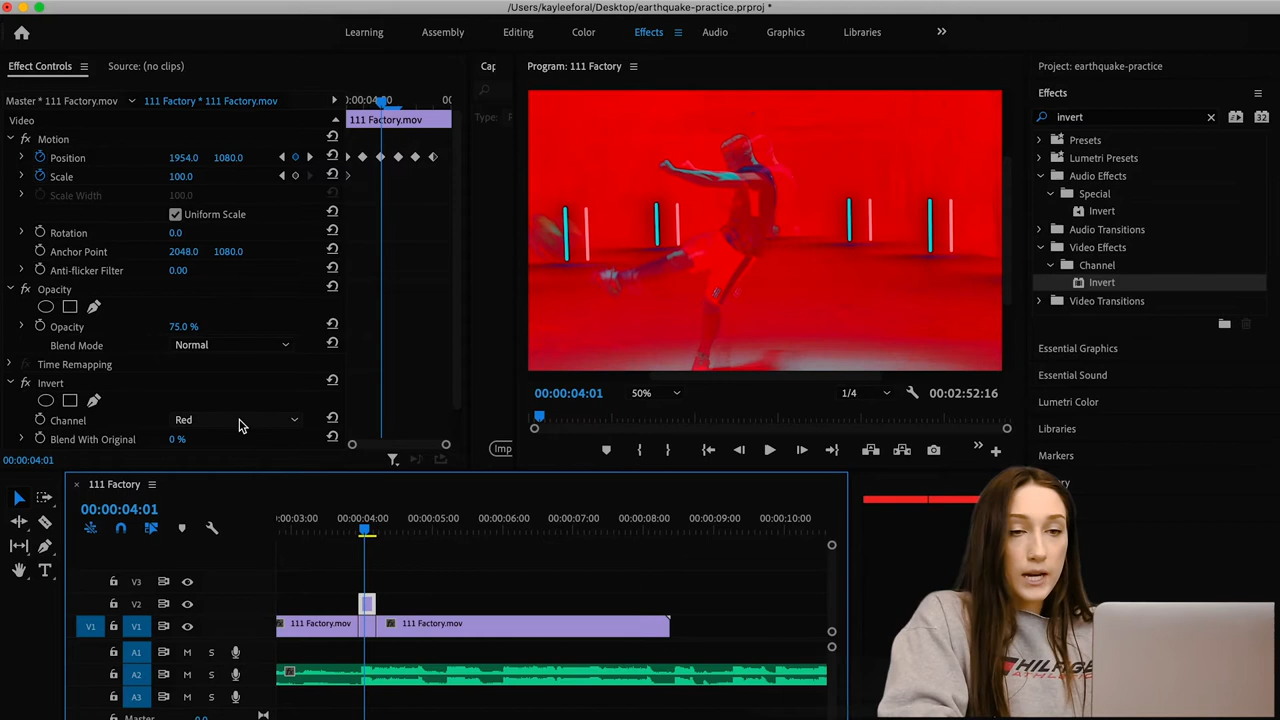 /Users/kayleeforal/Desktop/earthquake-practice.prproj *
Learning Assembly Editing Color Effects Audio Graphics Libraries
Effect Controls Source: (no clips)
Master * 111 Factory.mov 111 Factory * 111 Factory.mov
Video
Motion
Position 1954.0 1080.0
Scale 100.0
Scale Width 100.0
Uniform Scale
Rotation 0.0
Anchor Point 2048.0 1080.0
Anti-flicker Filter 0.00
Opacity
Opacity 75.0 %
Blend Mode Normal
Time Remapping
Invert
Channel Red
Blend With Original 0 %
00:00:04:01
111 Factory.mov
Cap
Program: 111 Factory
00:00:04:01 50% 1/4 00:02:52:16
Project: earthquake-practice
Effects
invert
32
Presets
Lumetri Presets
Audio Effects
Special
Invert
Audio Transitions
Video Effects
Channel
Invert
Video Transitions
Essential Graphics
Essential Sound
Lumetri Color
Libraries
Markers
111 Factory
00:00:04:01
:00:03:00 00:00:04:00 00:00:05:00 00:00:06:00 00:00:07:00 00:00:08:00 00:00:09:00 00:00:10:00
V3
V2
V1 V1 111 Factory.mov 111 Factory.mov
A1 M S
A2 M S
A3 M S
Master 0.0
HILFIGE
ATHLETIC